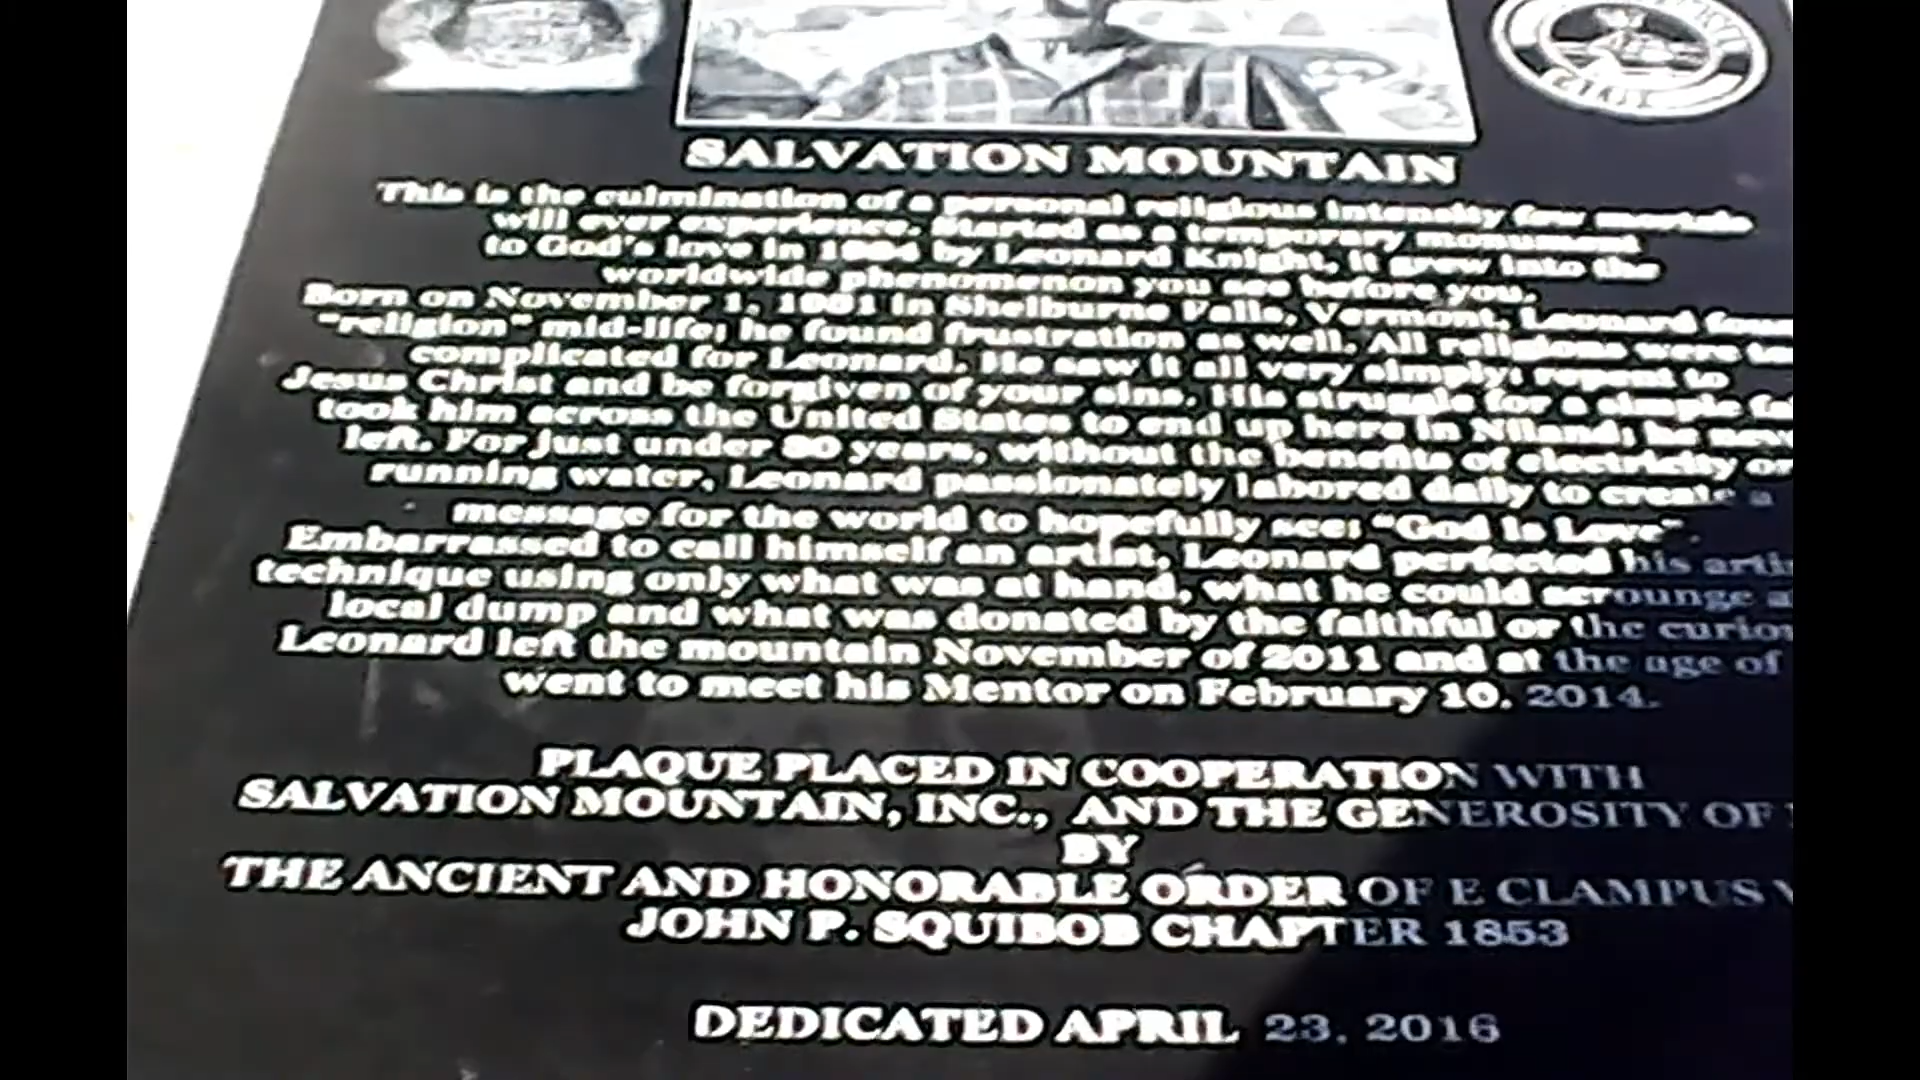 SALVATION MOUNTAIN
This is the culmination of a personal religious intensity few mortals
will ever experience. Started as a temporary monument
to God's love in 1984 by Leonard Knight, it grew into the
worldwide phenomenon you see before you.
Born on November 1, 1931 in Shelburne Falls, Vermont, Leonard foun
"religion" mid-life; he found frustration as well. All religions were to
complicated for Leonard. He saw it all very simply: repent to
Jesus Christ and be forgiven of your sins. His struggle for a simple fa
took him across the United States to end up here in Niland; he nev
left. For just under 30 years, without the benefits of electricity or
running water, Leonard passionately labored daily to create a
message for the world to hopefully see: "God Is Love".
Embarrassed to call himself an artist, Leonard perfected his arti
technique using only what was at hand, what he could scrounge a
local dump and what was donated by the faithful or the curio
Leonard left the mountain November of 2011 and at the age of
went to meet his Mentor on February 10, 2014.
PLAQUE PLACED IN COOPERATION WITH
SALVATION MOUNTAIN, INC., AND THE GENEROSITY OF
BY
THE ANCIENT AND HONORABLE ORDER OF E CLAMPUS V
JOHN P. SQUIBOB CHAPTER 1853
DEDICATED APRIL 23, 2016